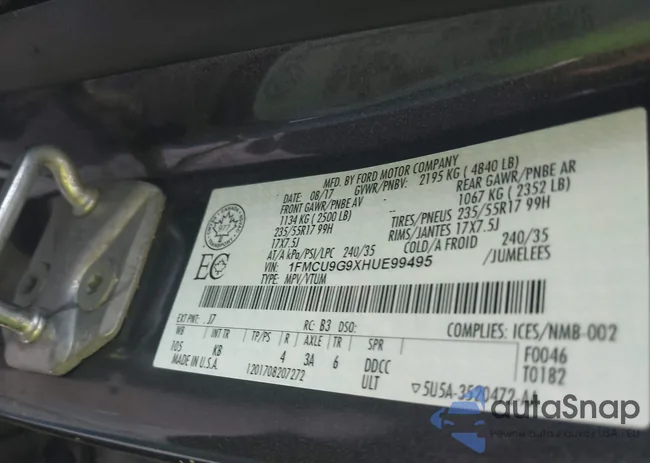 MFD. BY FORD MOTOR COMPANY
DATE: 08/17 GVWR/PNBV: 2195 KG ( 4840 LB)
FRONT GAWR/PNBE AV REAR GAWR/PNBE AR
1134 KG ( 2500 LB) 1067 KG ( 2352 LB)
235/55R17 99H TIRES/PNEUS 235/55R17 99H
17X7.5J RIMS/JANTES 17X7.5J
AT/A kPa/PSI/LPC 240/35 COLD/A FROID 240/35
/JUMELEES
VIN: 1FMCU9G9XHUE99495
TYPE: MPV/VTUM
EC
EXT PNT: J7 RC: B3 DSO: COMPLIES: ICES/NMB-002
WB INT TR TP/PS R AXLE TR SPR F0046
105 KB 4 3A 6 DDCC T0182
MADE IN U.S.A. 1201708207272 ULT ▽5U5A-3520472 AA
autoSnap